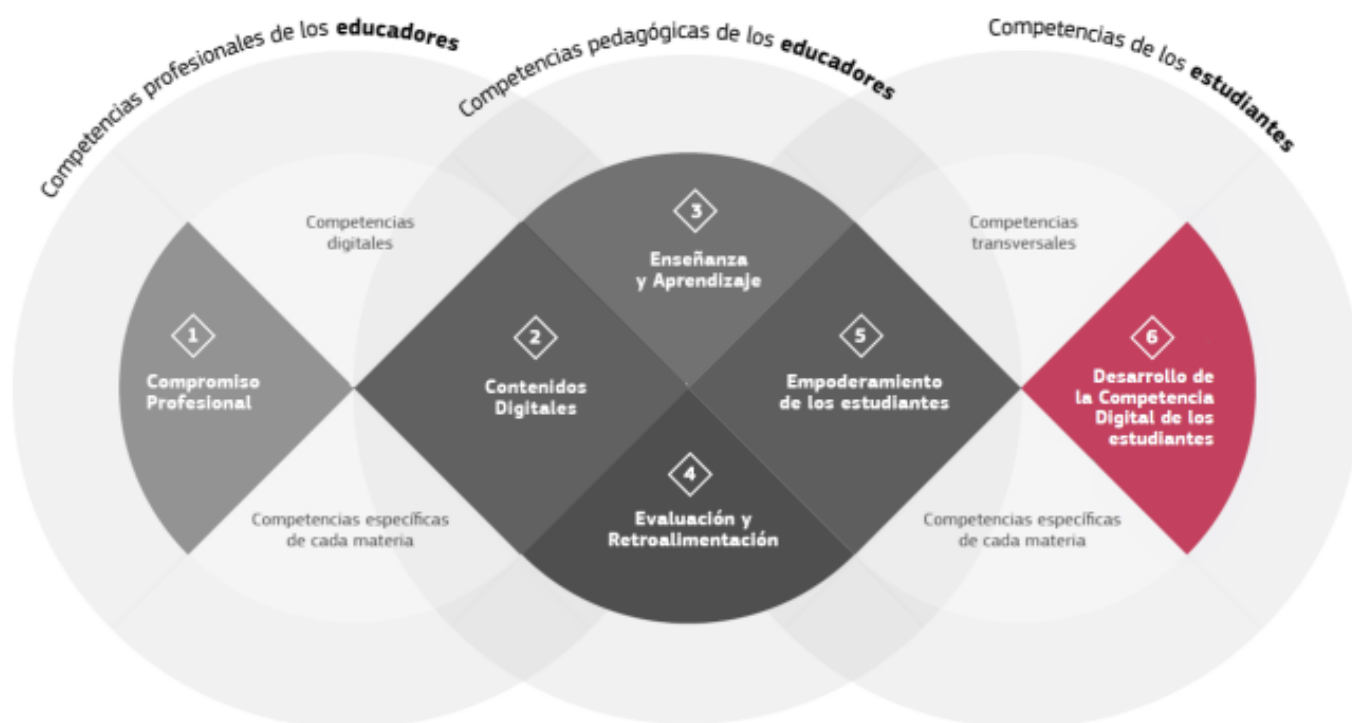 Competencias profesionales de los educadores
Competencias pedagógicas de los educadores
Competencias de los estudiantes
Competencias
digitales
3
Enseñanza
y Aprendizaje
Competencias
transversales
1
Compromiso
Profesional
2
Contenidos
Digitales
5
Empoderamiento
de los estudiantes
6
Desarrollo de
la Competencia
Digital de los
estudiantes
Competencias específicas
de cada materia
4
Evaluación y
Retroalimentación
Competencias específicas
de cada materia